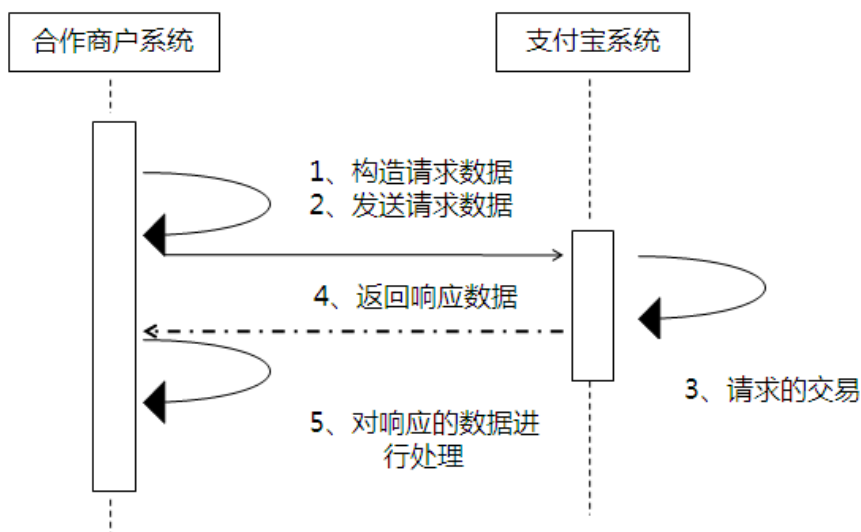 合作商户系统
支付宝系统
1、构造请求数据
2、发送请求数据
4、返回响应数据
3、请求的交易
5、对响应的数据进
行处理